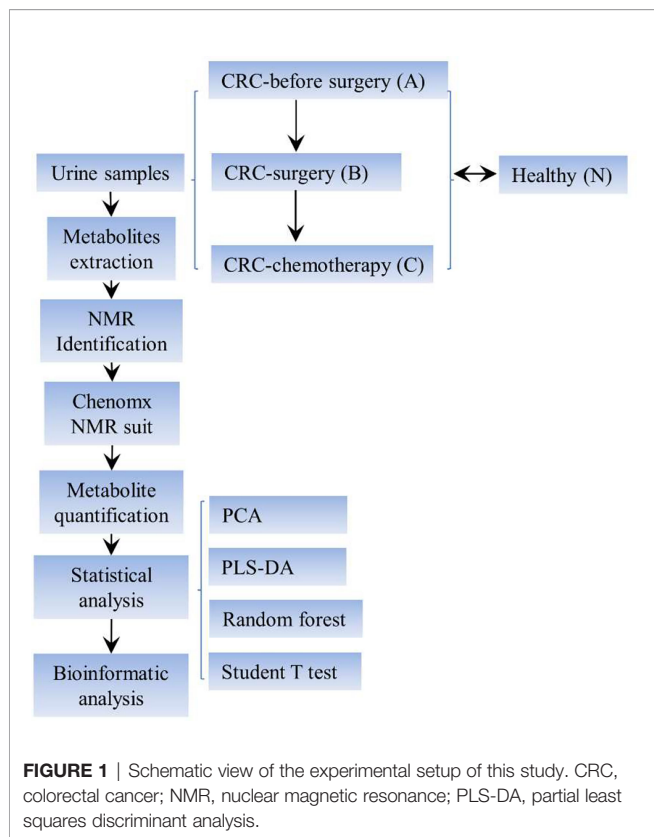 CRC-before surgery (A)
Urine samples
CRC-surgery (B)
Healthy (N)
Metabolites
extraction
CRC-chemotherapy (C)
NMR
Identification
Chenomx
NMR suit
Metabolite
quantification
PCA
Statistical
analysis
PLS-DA
Random forest
Bioinformatic
analysis
Student T test
FIGURE 1 | Schematic view of the experimental setup of this study. CRC,
colorectal cancer; NMR, nuclear magnetic resonance; PLS-DA, partial least
squares discriminant analysis.